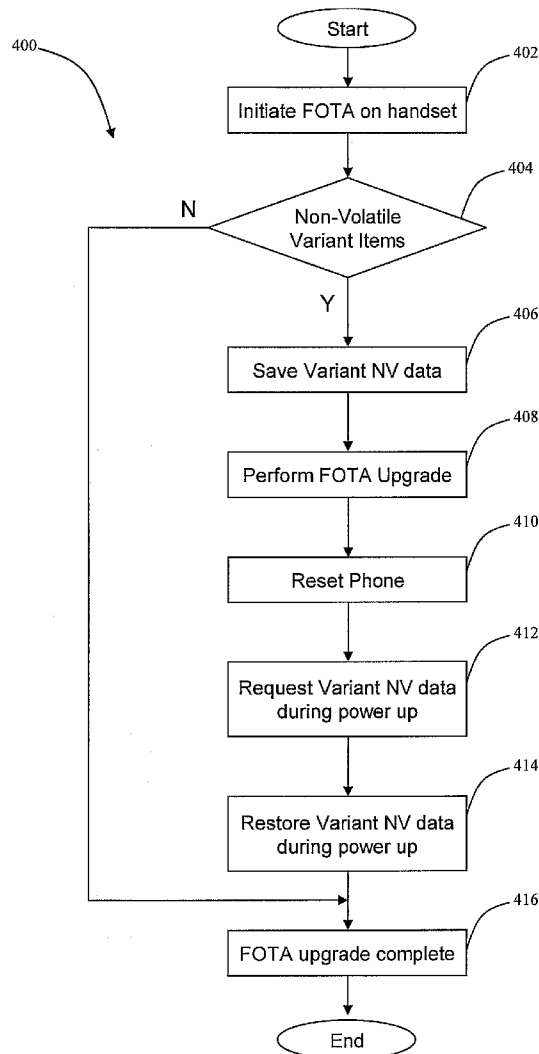 Start
400
402
Initiate FOTA on handset
404
N
Non-Volatile
Variant Items
Y
406
Save Variant NV data
408
Perform FOTA Upgrade
410
Reset Phone
412
Request Variant NV data
during power up
414
Restore Variant NV data
during power up
416
FOTA upgrade complete
End